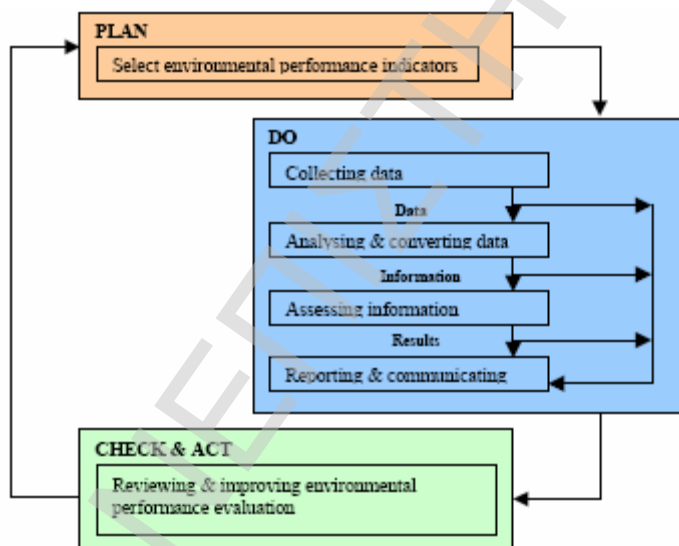 PLAN
Select environmental performance indicators
DO
Collecting data
Data
Analysing & converting data
Information
Assessing information
Results
Reporting & communicating
CHECK & ACT
Reviewing & improving environmental
performance evaluation